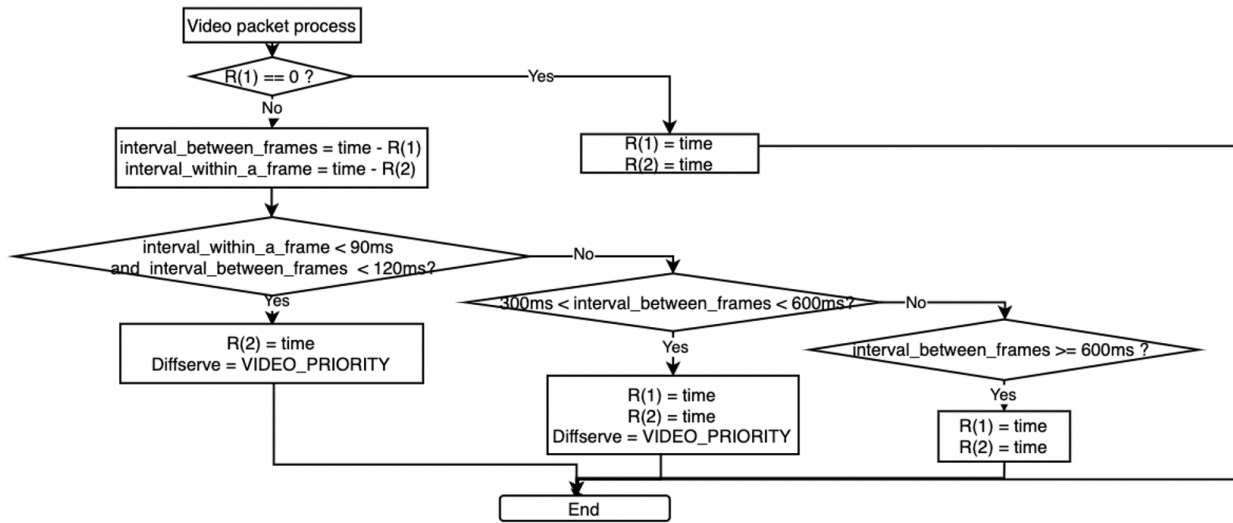 Video packet process
R(1) == 0 ?
Yes
No
interval_between_frames = time - R(1)
interval_within_a_frame = time - R(2)
R(1) = time
R(2) = time
interval_within_a_frame < 90ms
and interval_between_frames < 120ms?
No
Yes
300ms < interval_between_frames < 600ms?
No
Yes
interval_between_frames >= 600ms ?
Yes
R(2) = time
Diffserve = VIDEO_PRIORITY
R(1) = time
R(2) = time
Diffserve = VIDEO_PRIORITY
R(1) = time
R(2) = time
End